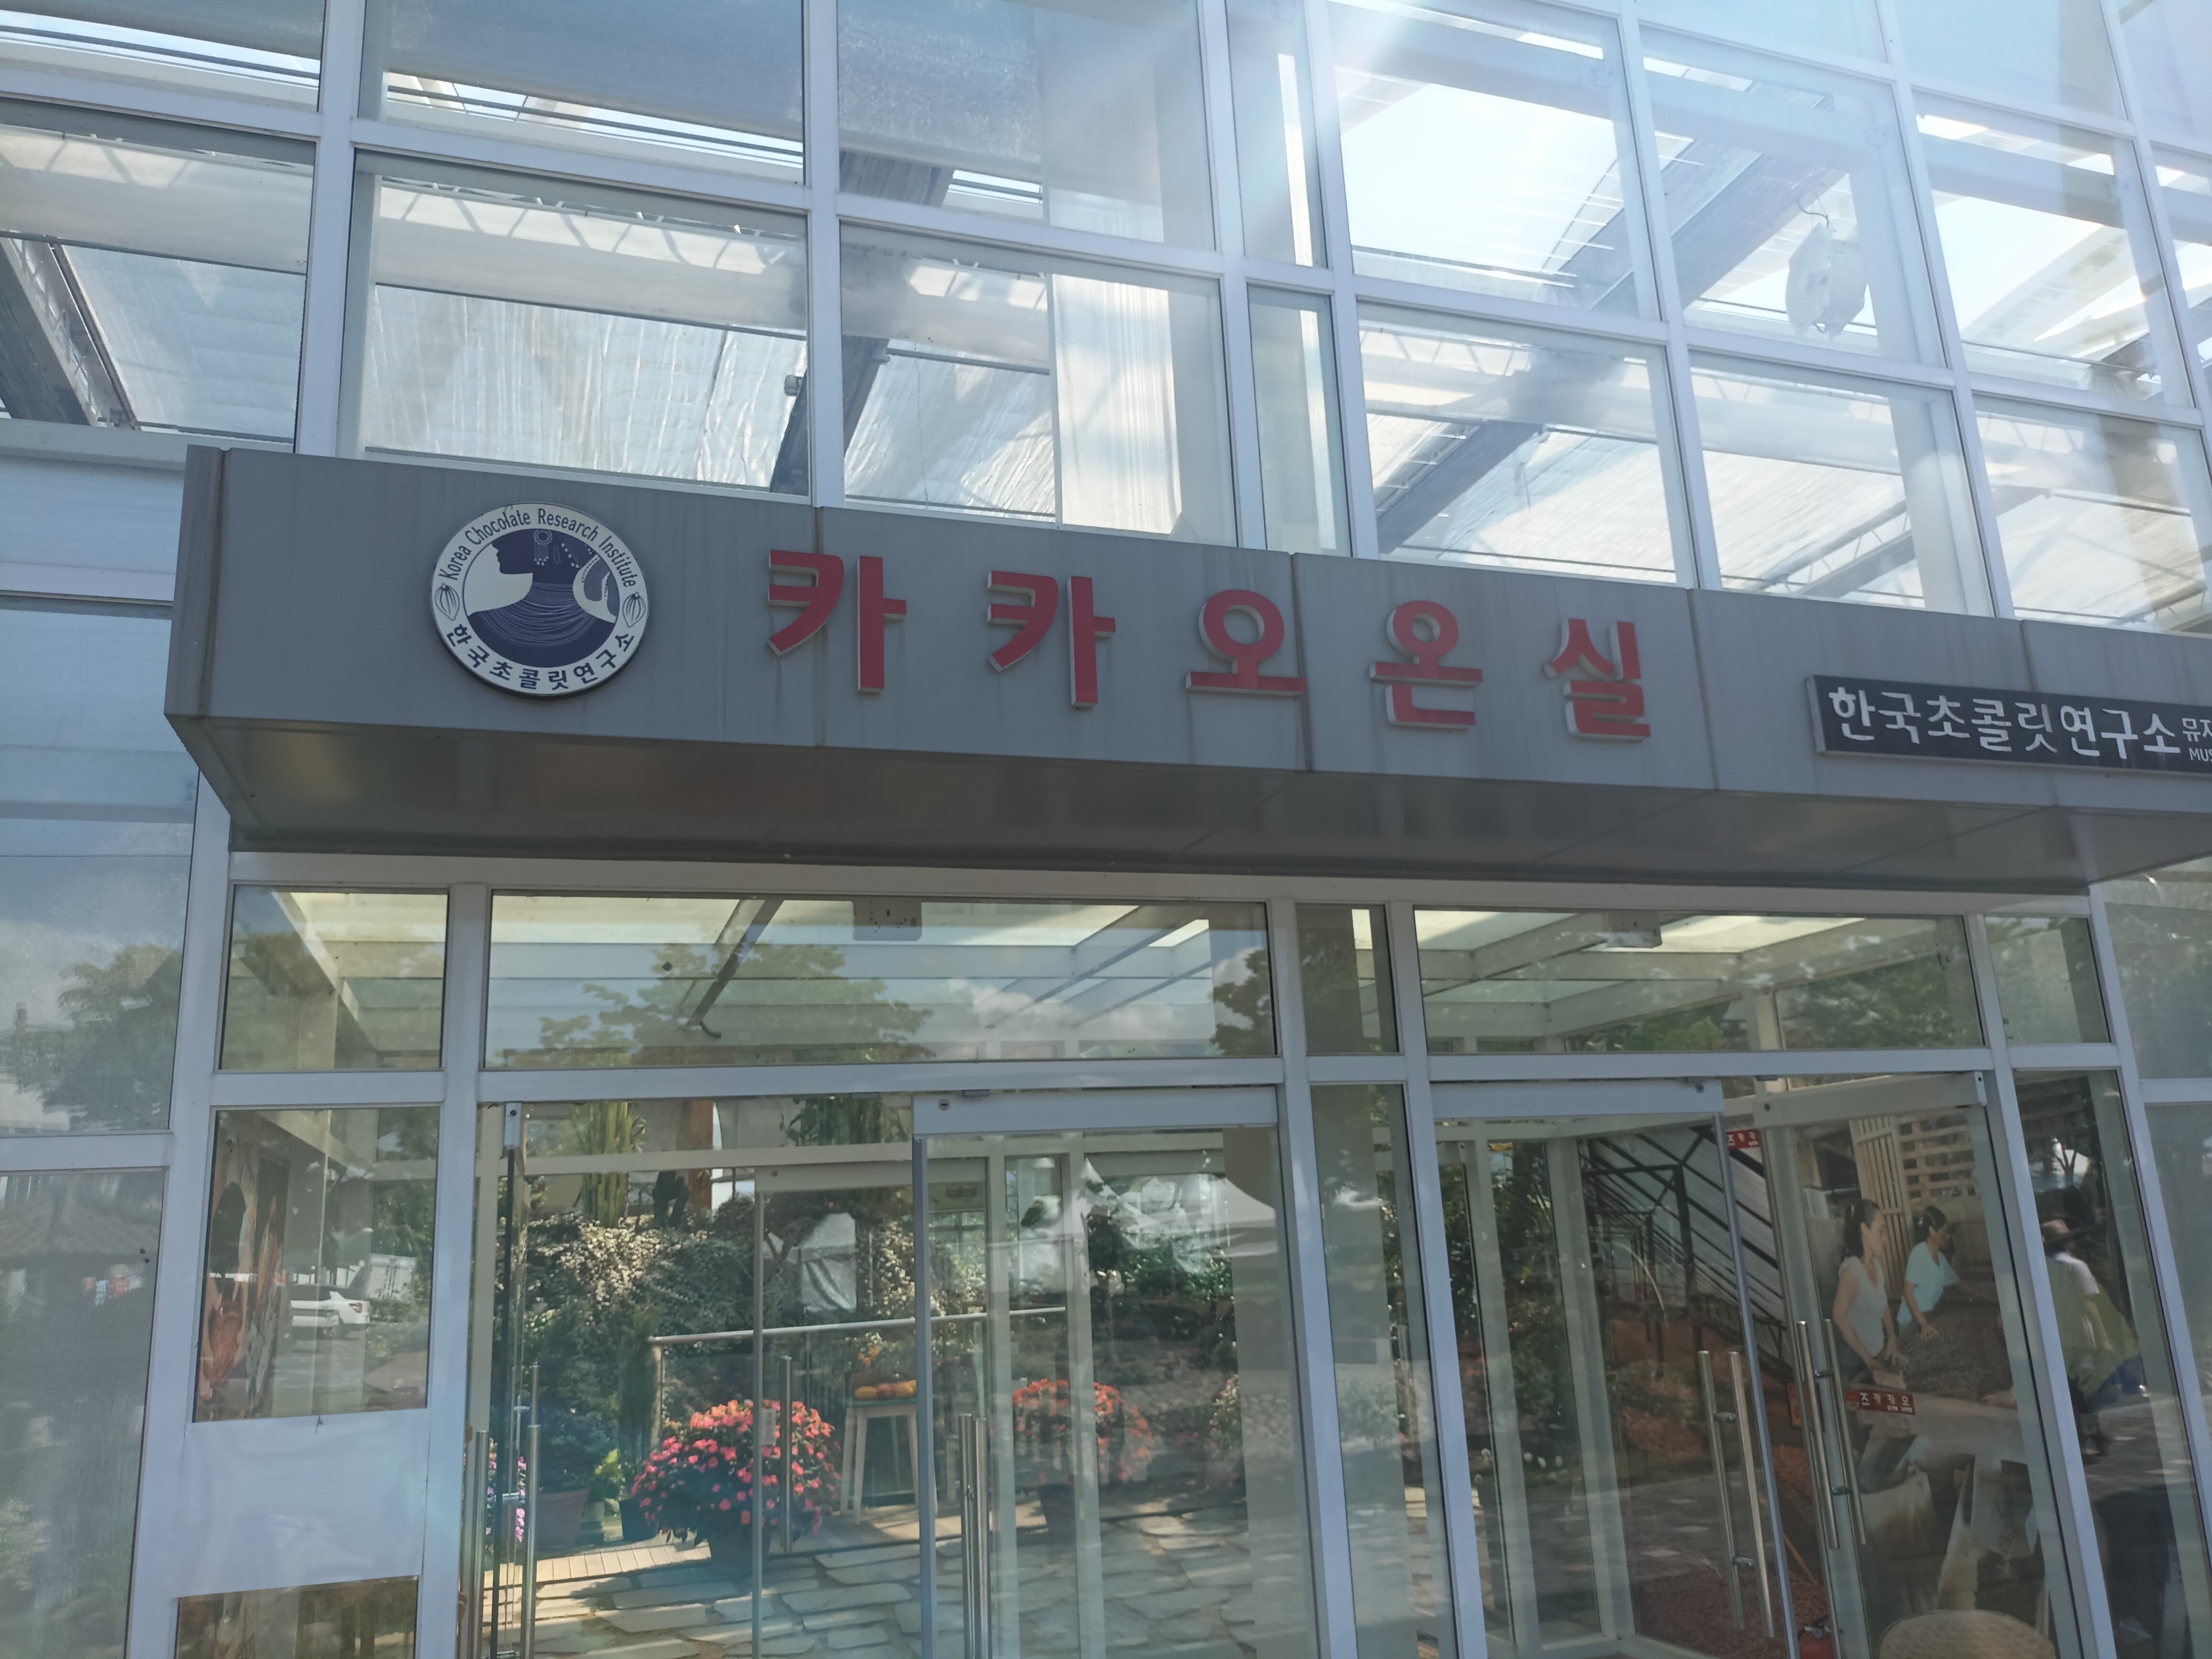 Korea Chocolate Research Institute
한국초콜릿연구소
카카오온실
한국초콜릿연구소